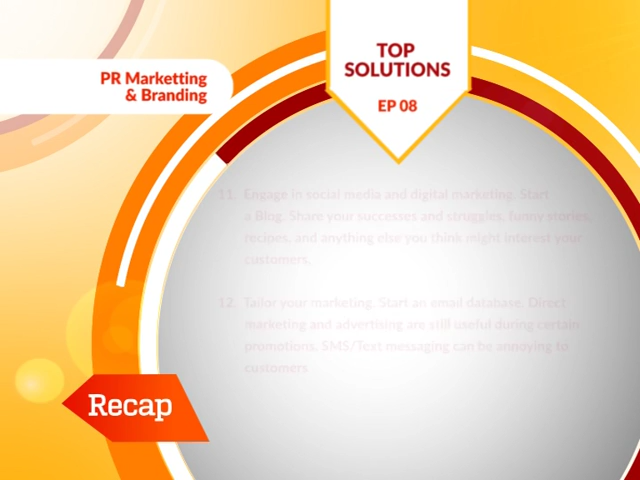 TOP
SOLUTIONS
EP 08
PR Marketting
& Branding
11. Engage in social media and digital marketing. Start
a Blog. Share your successes and struggles, funny stories,
recipes, and anything else you think might interest your
customers.
12. Tailor your marketing. Start an email database. Direct
marketing and advertising are still useful during certain
promotions. SMS/Text messaging can be annoying to
customers
Recap